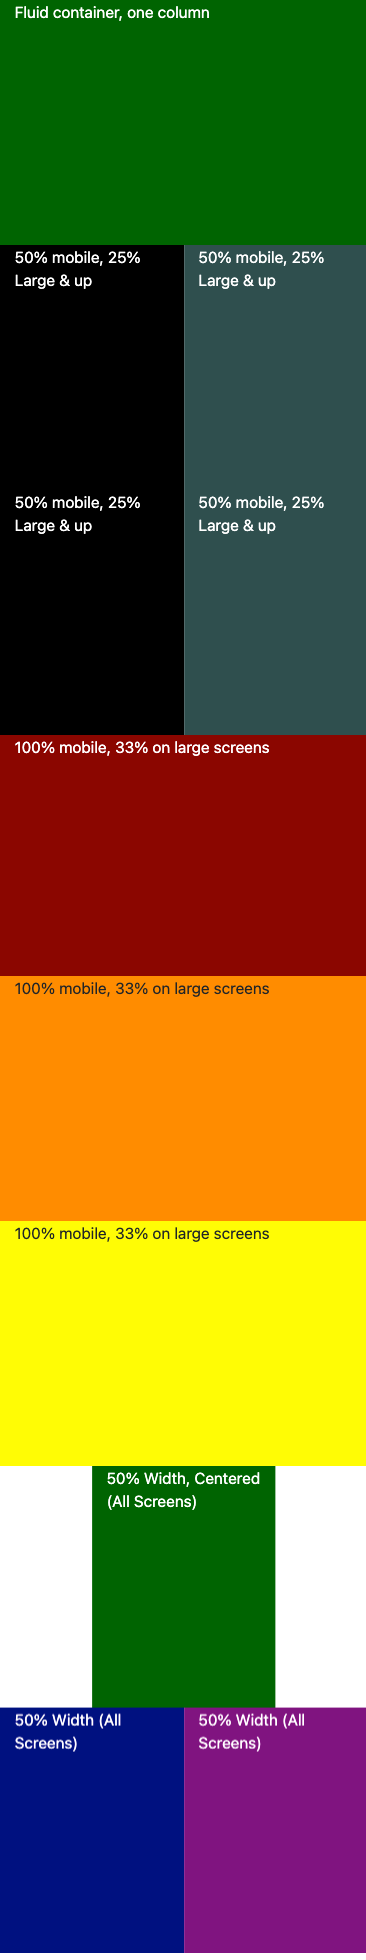 Fluid container, one column
50% mobile, 25%
Large & up
50% mobile, 25%
Large & up
50% mobile, 25%
Large & up
50% mobile, 25%
Large & up
100% mobile, 33% on large screens
100% mobile, 33% on large screens
100% mobile, 33% on large screens
50% Width, Centered
(All Screens)
50% Width (All
Screens)
50% Width (All
Screens)